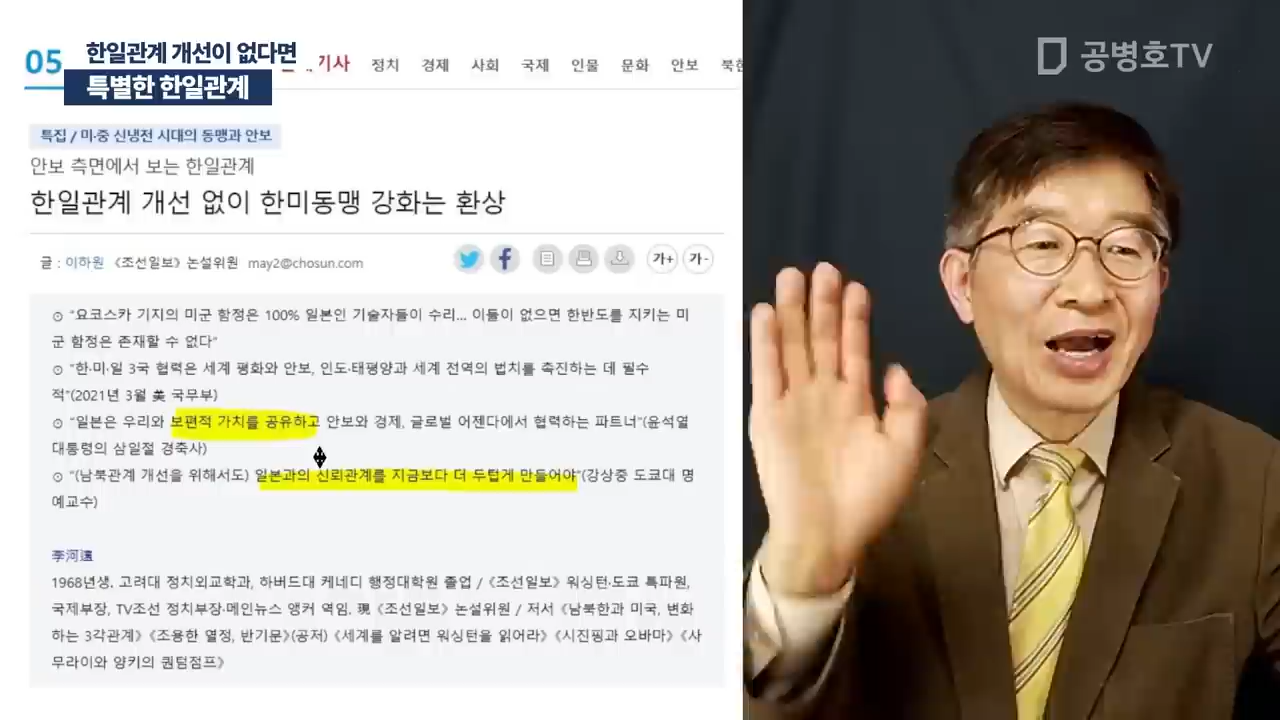 05
한일관계 개선이 없다면
특별한 한일관계
기사 정치 경제 사회 국제 인물 문화 안보 북한
공병호TV
특집 / 미·중 신냉전 시대의 동맹과 안보
안보 측면에서 보는 한일관계
한일관계 개선 없이 한미동맹 강화는 환상
글 : 이하원 《조선일보》 논설위원 may2@chosun.com
가+ 가-
⊙ “요코스카 기지의 미군 함정은 100% 일본인 기술자들이 수리… 이들이 없으면 한반도를 지키는 미
군 함정은 존재할 수 없다”
⊙ “한·미·일 3국 협력은 세계 평화와 안보, 인도·태평양과 세계 전역의 법치를 촉진하는 데 필수
적”(2021년 3월 美 국무부)
⊙ “일본은 우리와 보편적 가치를 공유하고 안보와 경제, 글로벌 어젠다에서 협력하는 파트너”(윤석열
대통령의 삼일절 경축사)
⊙ “(남북관계 개선을 위해서도) 일본과의 신뢰관계를 지금보다 더 두텁게 만들어야”(강상중 도쿄대 명
예교수)
李河遠
1968년생. 고려대 정치외교학과, 하버드대 케네디 행정대학원 졸업 / 《조선일보》 워싱턴·도쿄 특파원,
국제부장, TV조선 정치부장·메인뉴스 앵커 역임. 現 《조선일보》 논설위원 / 저서 《남북한과 미국, 변화
하는 3각관계》 《조용한 열정, 반기문》(공저) 《세계를 알려면 워싱턴을 읽어라》 《시진핑과 오바마》 《사
무라이와 양키의 퀀텀점프》